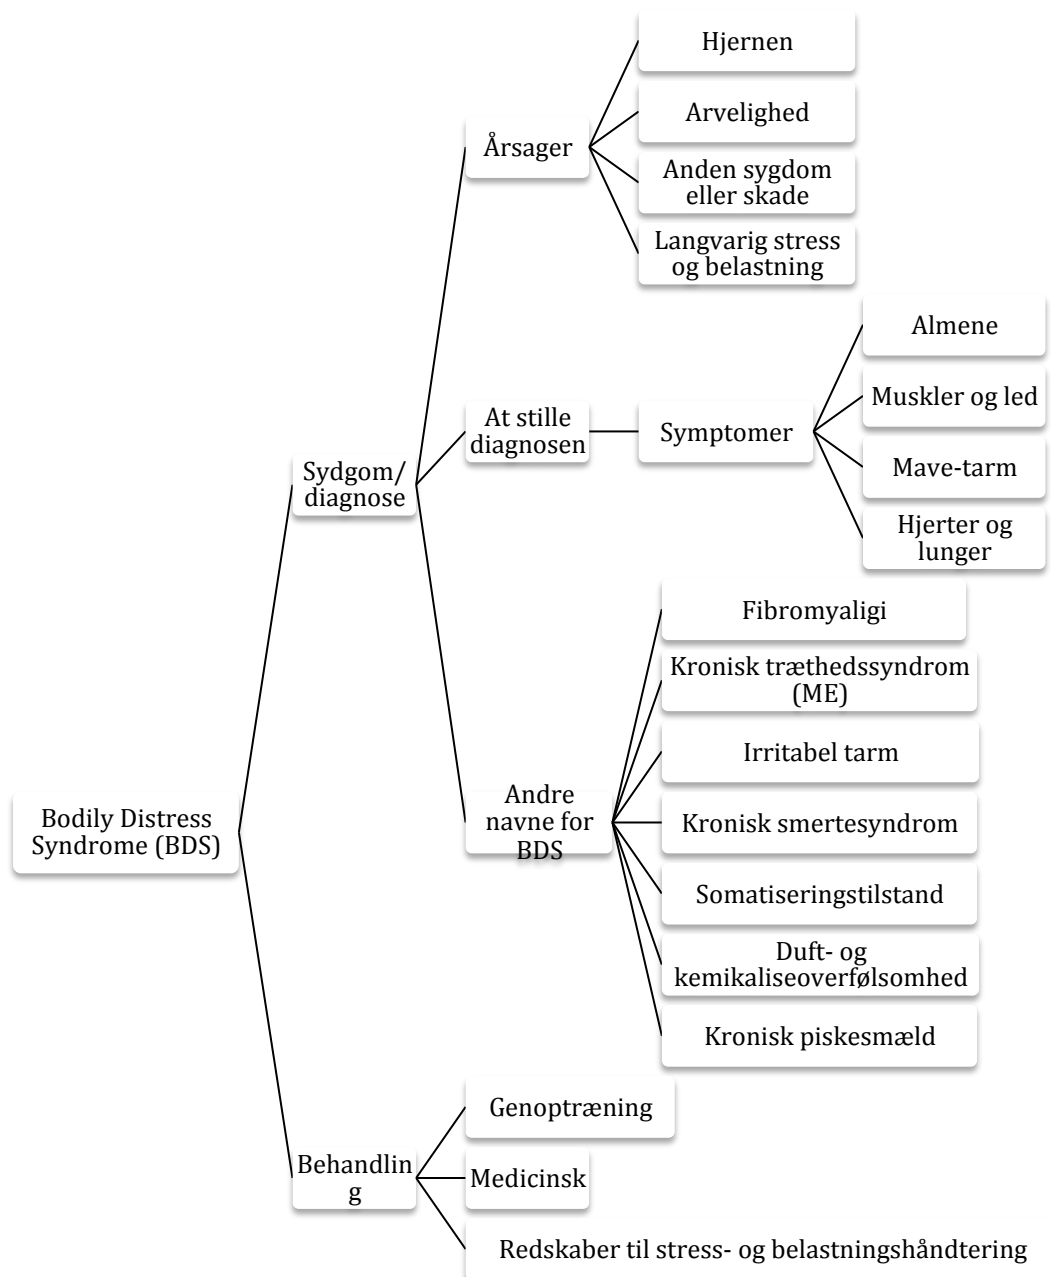 Hjernen
Arvelighed
Årsager
Anden sygdom
eller skade
Langvarig stress
og belastning
Almene
Muskler og led
At stille
diagnosen
Symptomer
Mave-tarm
Hjerter og
lunger
Sydgom/
diagnose
Fibromyaligi
Kronisk træthedssyndrom
(ME)
Irritabel tarm
Andre
navne for
BDS
Kronisk smertesyndrom
Somatiseringstilstand
Duft- og
kemikaliseoverfølsomhed
Kronisk piskesmæld
Bodily Distress
Syndrome (BDS)
Genoptræning
Behandlin
g
Medicinsk
Redskaber til stress- og belastningshåndtering